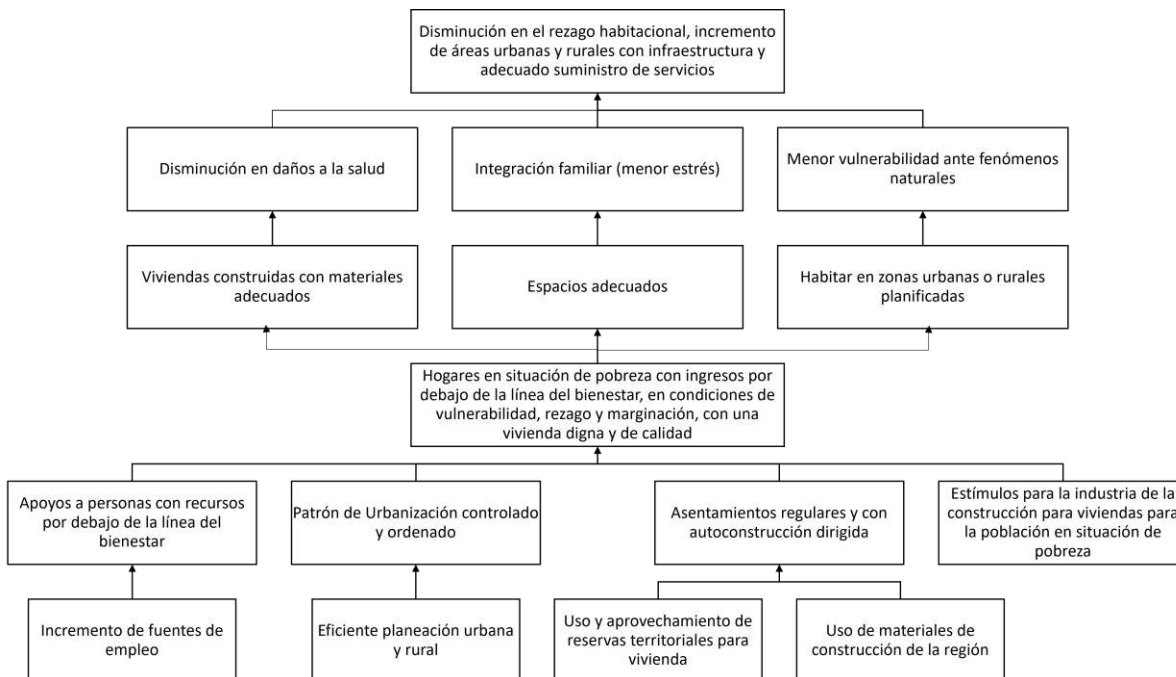 Disminución en el rezago habitacional, incremento
de áreas urbanas y rurales con infraestructura y
adecuado suministro de servicios
Disminución en daños a la salud
Integración familiar (menor estrés)
Menor vulnerabilidad ante fenómenos
naturales
Viviendas construidas con materiales
adecuados
Espacios adecuados
Habitar en zonas urbanas o rurales
planificadas
Hogares en situación de pobreza con ingresos por
debajo de la línea del bienestar, en condiciones de
vulnerabilidad, rezago y marginación, con una
vivienda digna y de calidad
Apoyos a personas con recursos
por debajo de la línea del
bienestar
Patrón de Urbanización controlado
y ordenado
Asentamientos regulares y con
autoconstrucción dirigida
Estímulos para la industria de la
construcción para viviendas para
la población en situación de
pobreza
Incremento de fuentes de
empleo
Eficiente planeación urbana
y rural
Uso y aprovechamiento de
reservas territoriales para
vivienda
Uso de materiales de
construcción de la región